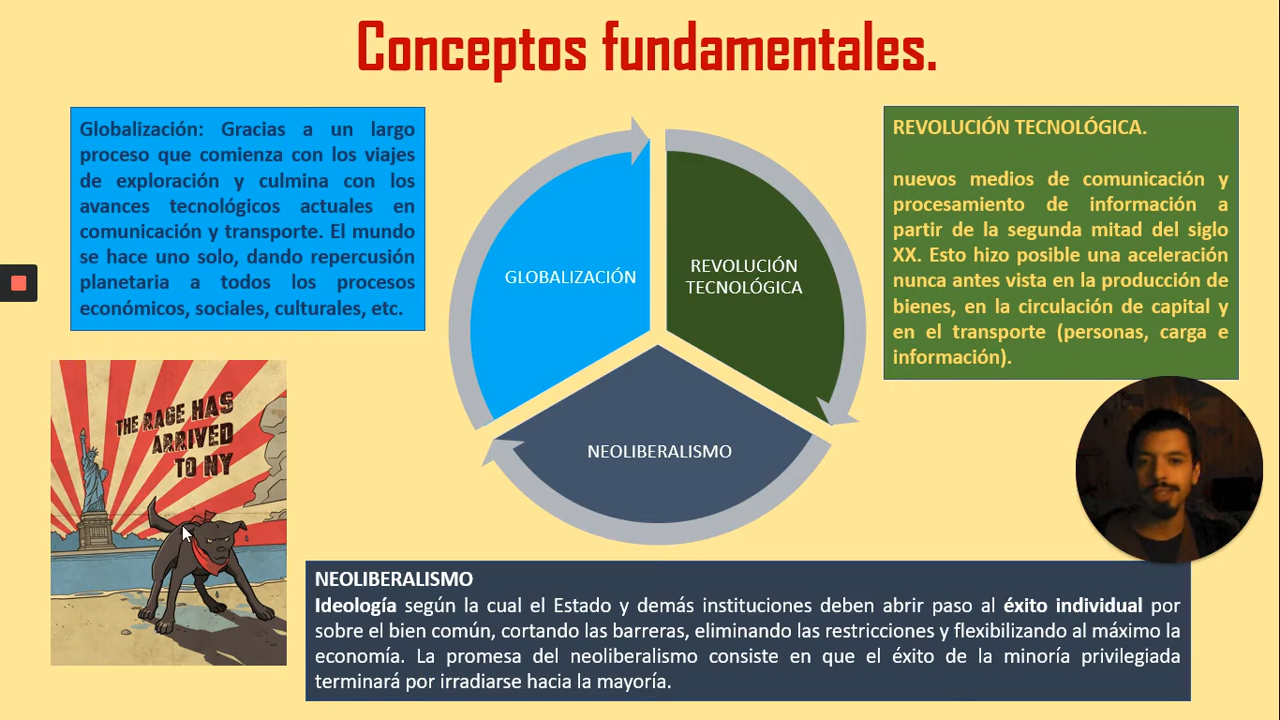 Conceptos fundamentales.
Globalización: Gracias a un largo
proceso que comienza con los viajes
de exploración y culmina con los
avances tecnológicos actuales en
comunicación y transporte. El mundo
se hace uno solo, dando repercusión
planetaria a todos los procesos
económicos, sociales, culturales, etc.
GLOBALIZACIÓN
REVOLUCIÓN
TECNOLÓGICA
NEOLIBERALISMO
REVOLUCIÓN TECNOLÓGICA.
nuevos medios de comunicación y
procesamiento de información a
partir de la segunda mitad del siglo
XX. Esto hizo posible una aceleración
nunca antes vista en la producción de
bienes, en la circulación de capital y
en el transporte (personas, carga e
información).
THE RAGE HAS
ARRIVED
TO NY
NEOLIBERALISMO
Ideología según la cual el Estado y demás instituciones deben abrir paso al éxito individual por
sobre el bien común, cortando las barreras, eliminando las restricciones y flexibilizando al máximo la
economía. La promesa del neoliberalismo consiste en que el éxito de la minoría privilegiada
terminará por irradiarse hacia la mayoría.